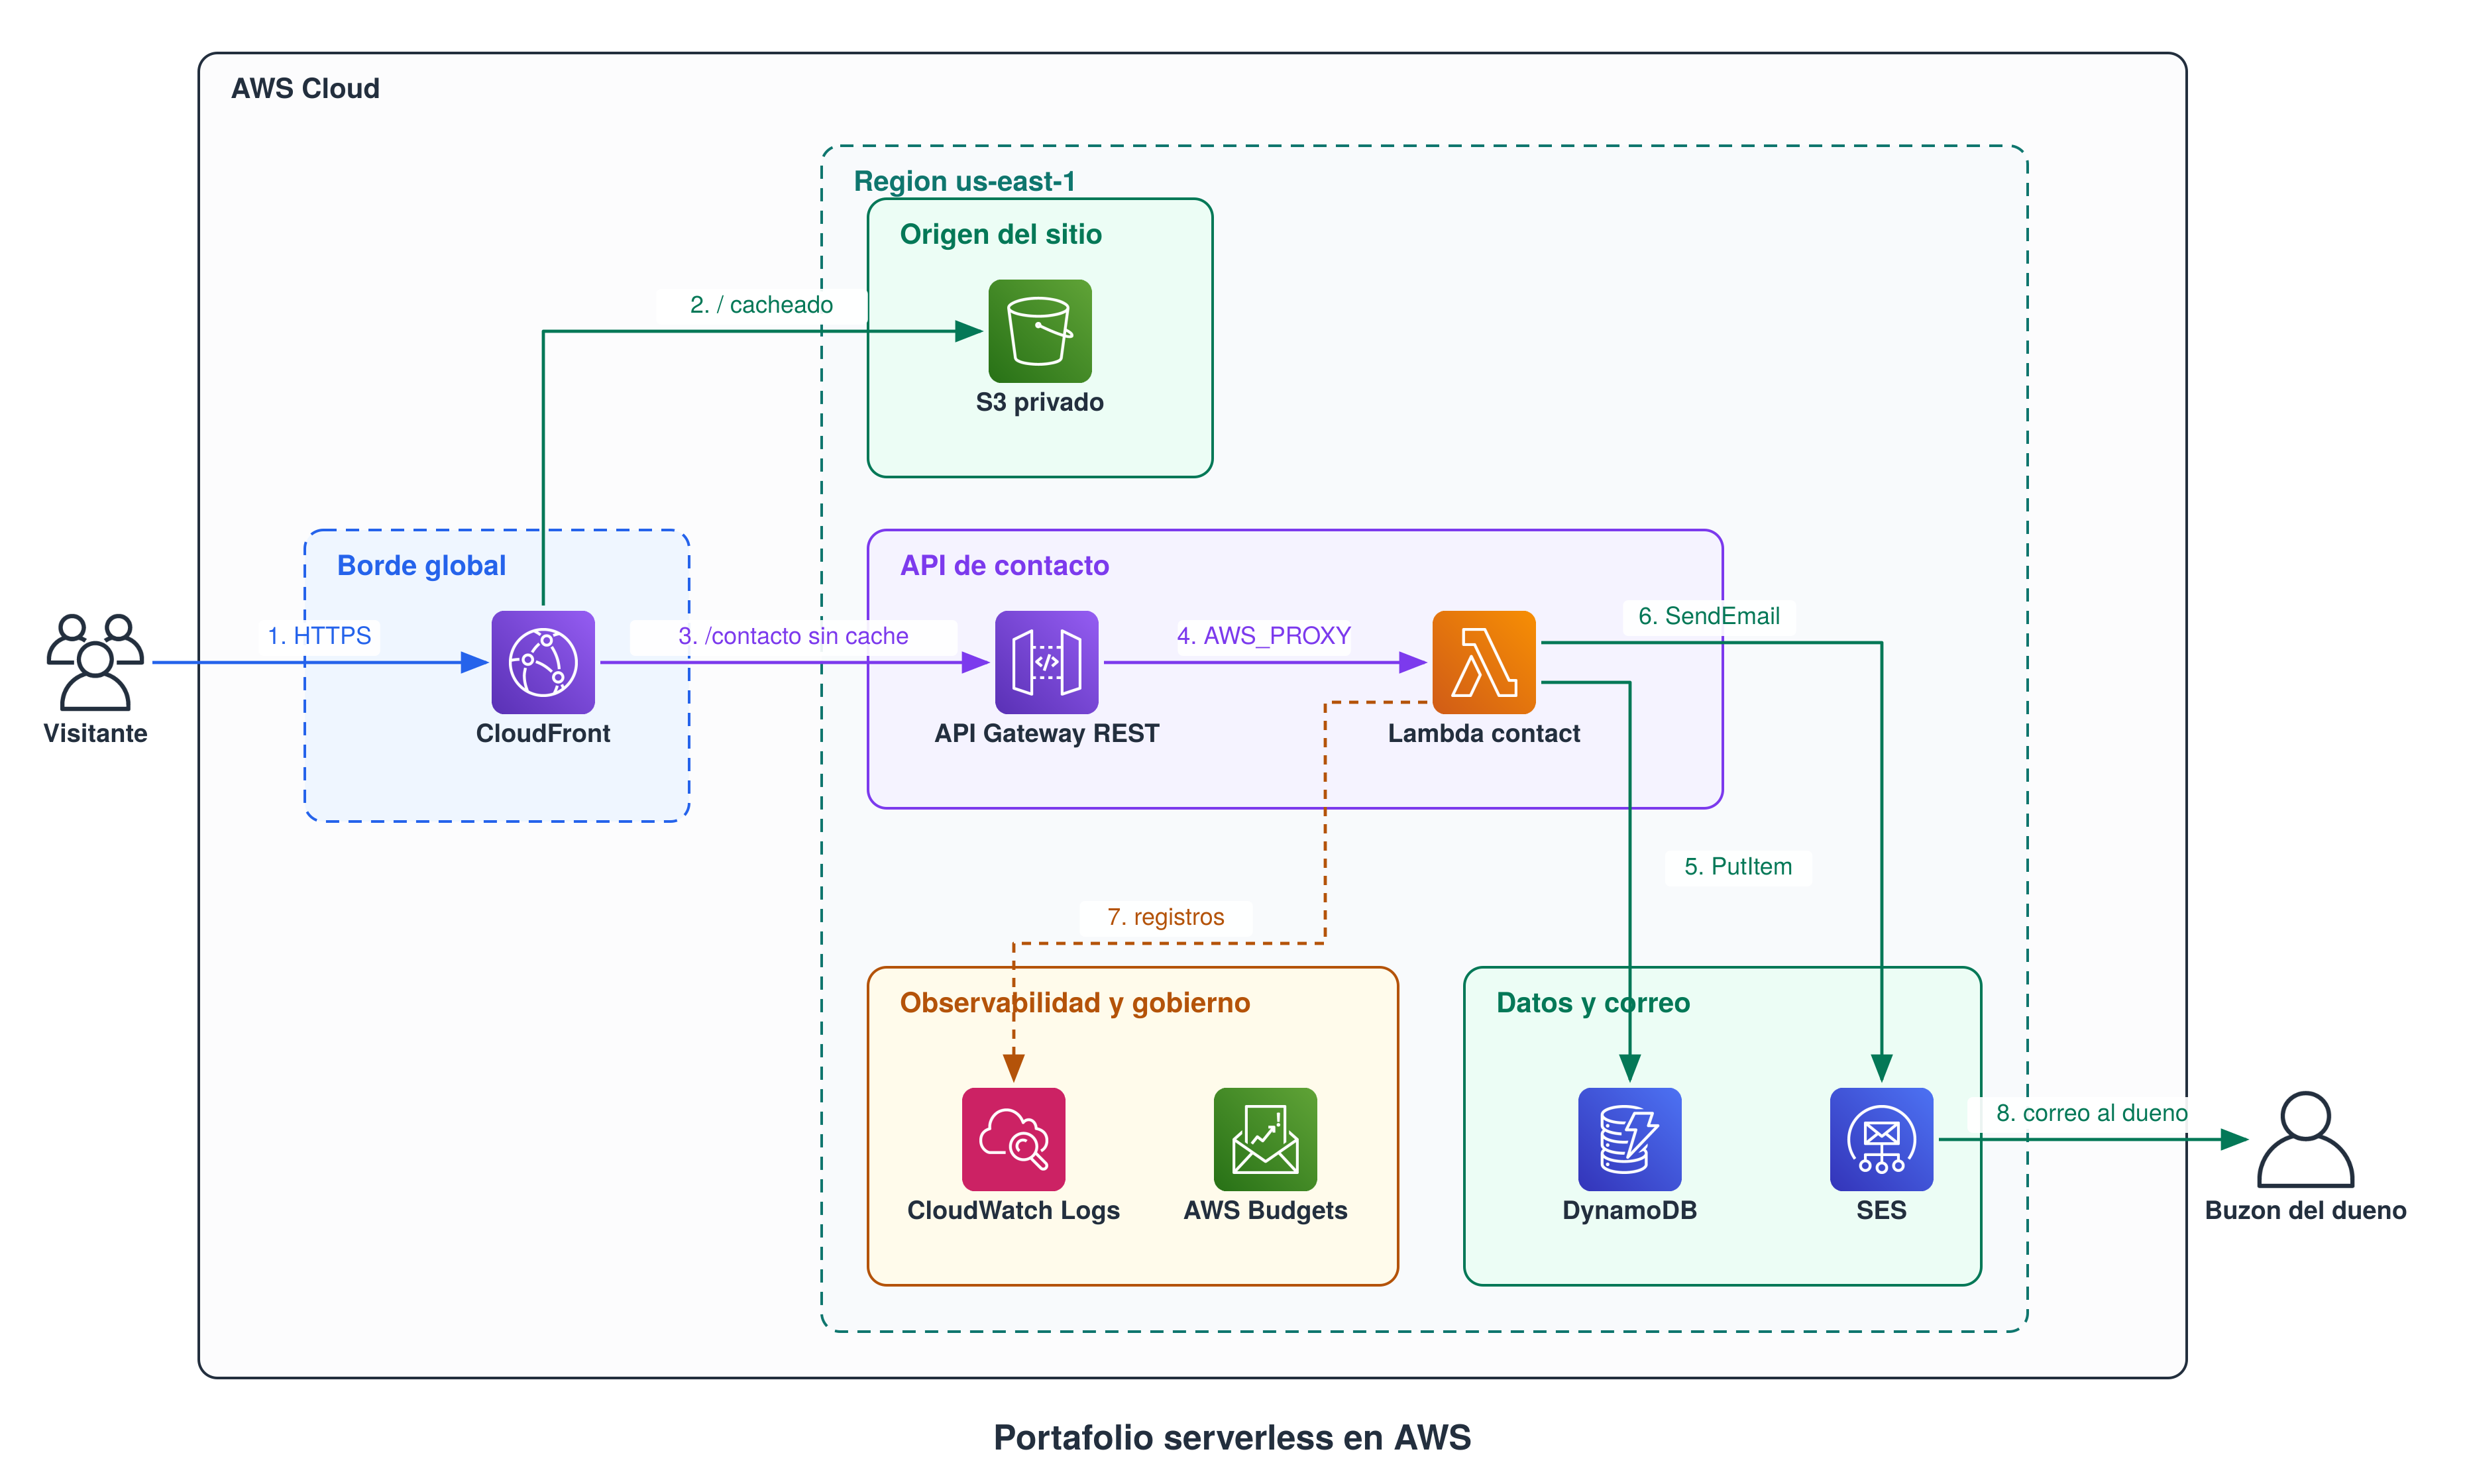 AWS Cloud
Region us-east-1
Origen del sitio
2. / cacheado
S3 privado
Borde global
API de contacto
1. HTTPS
3. /contacto sin cache
4. AWS_PROXY
6. SendEmail
Visitante
CloudFront
API Gateway REST
Lambda contact
5. PutItem
7. registros
Observabilidad y gobierno
Datos y correo
8. correo al dueno
CloudWatch Logs
AWS Budgets
DynamoDB
SES
Buzon del dueno
Portafolio serverless en AWS